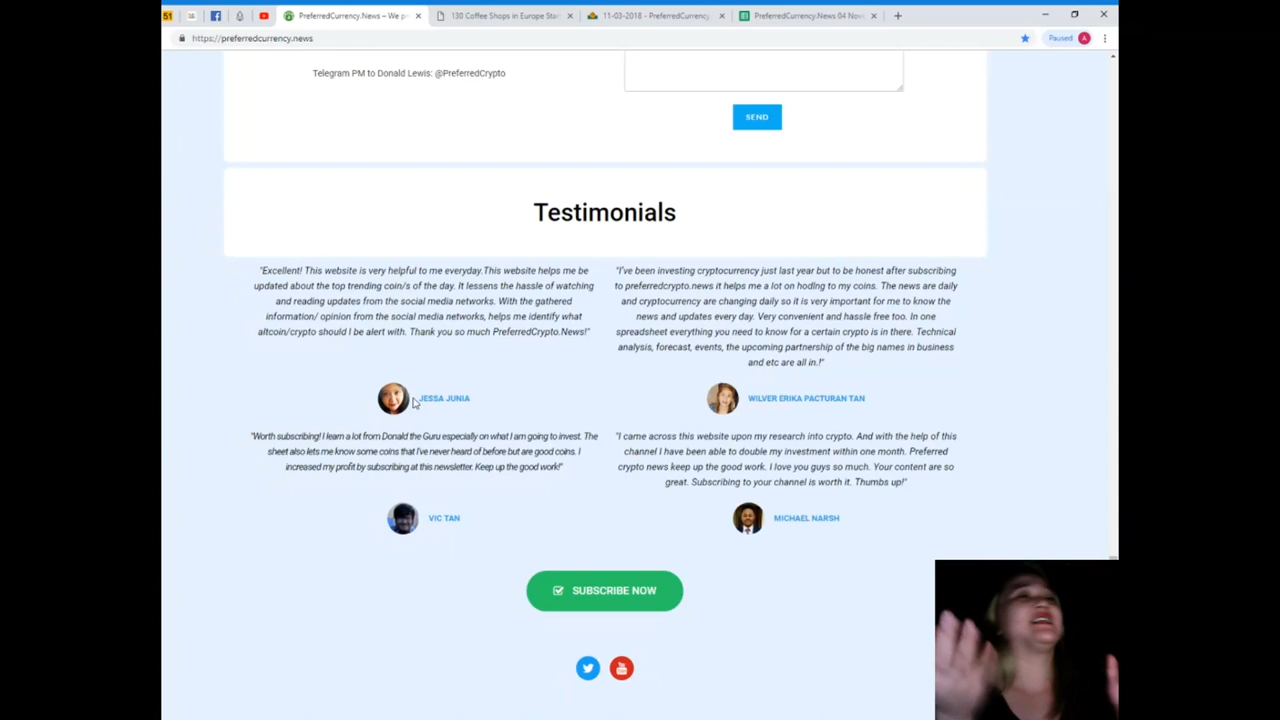 51
PreferredCurrency.News – We p
130 Coffee Shops in Europe Star
11-03-2018 - PreferredCurrency
PreferredCurrency.News 04 Nov
https://preferredcurrency.news
Paused
A
Telegram PM to Donald Lewis: @PreferredCrypto
SEND
Testimonials
"Excellent! This website is very helpful to me everyday.This website helps me be
updated about the top trending coin/s of the day. It lessens the hassle of watching
and reading updates from the social media networks. With the gathered
information/ opinion from the social media networks, helps me identify what
altcoin/crypto should I be alert with. Thank you so much PreferredCrypto.News!"
JESSA JUNIA
"I've been investing cryptocurrency just last year but to be honest after subscribing
to preferredcrypto.news it helps me a lot on hodlng to my coins. The news are daily
and cryptocurrency are changing daily so it is very important for me to know the
news and updates every day. Very convenient and hassle free too. In one
spreadsheet everything you need to know for a certain crypto is in there. Technical
analysis, forecast, events, the upcoming partnership of the big names in business
and etc are all in.!"
WILVER ERIKA PACTURAN TAN
"Worth subscribing! I learn a lot from Donald the Guru especially on what I am going to invest. The
sheet also lets me know some coins that I've never heard of before but are good coins. I
increased my profit by subscribing at this newsletter. Keep up the good work!"
VIC TAN
"I came across this website upon my research into crypto. And with the help of this
channel I have been able to double my investment within one month. Preferred
crypto news keep up the good work. I love you guys so much. Your content are so
great. Subscribing to your channel is worth it. Thumbs up!"
MICHAEL NARSH
SUBSCRIBE NOW